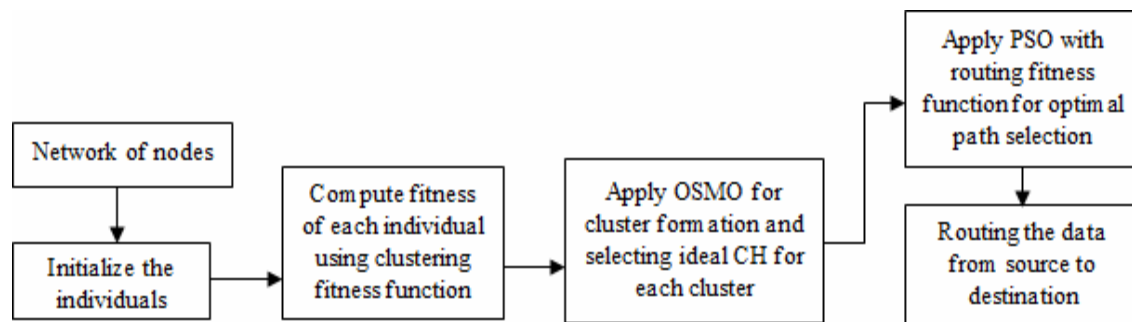 Network of nodes
Initialize the
individuals
Compute fitness
of each individual
using clustering
fitness function
Apply OSMO for
cluster formation and
selecting ideal CH for
each cluster
Apply PSO with
routing fitness
function for optimal
path selection
Routing the data
from source to
destination